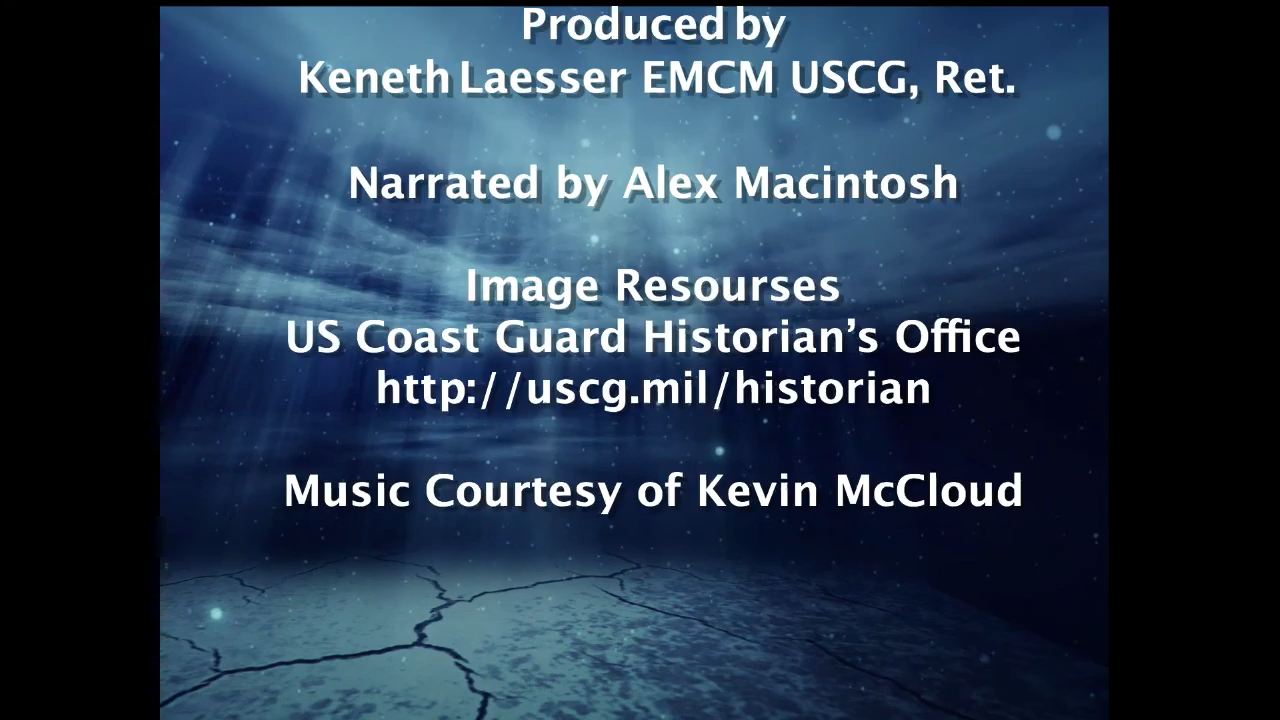 Produced by
Keneth Laesser EMCM USCG, Ret.
Narrated by Alex Macintosh
Image Resourses
US Coast Guard Historian’s Office
http://uscg.mil/historian
Music Courtesy of Kevin McCloud